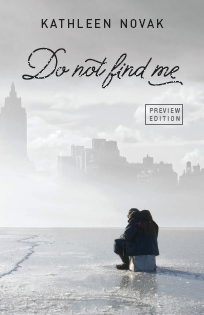 KATHLEEN NOVAK
Do not find me
PREVIEW
EDITION